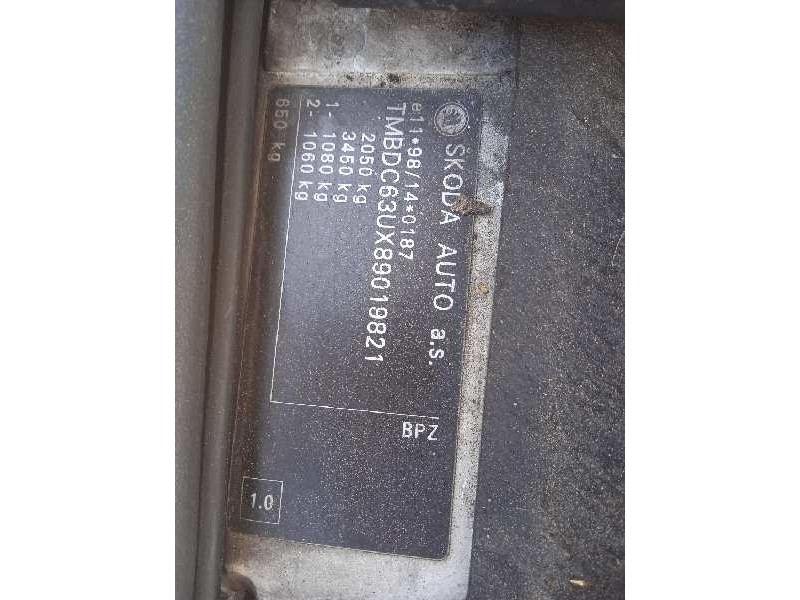 ŠKODA AUTO a.s.
e11*98/14*0187
TMBDC63UX89019821
2050 kg
3450 kg
1- 1080 kg
2- 1060 kg
650 kg
BPZ
1.0